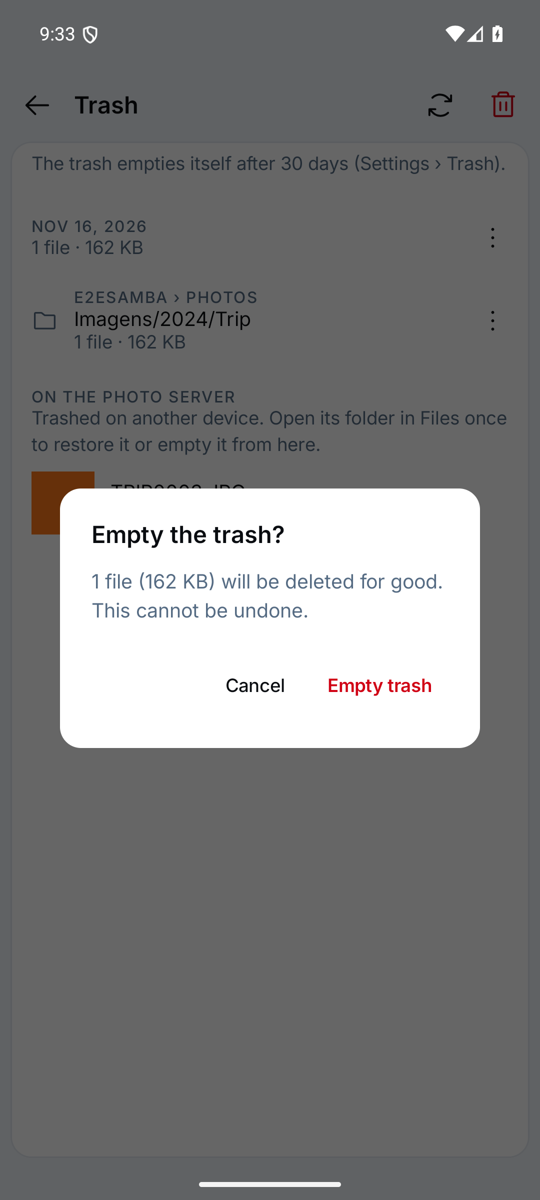 9:33
Trash
The trash empties itself after 30 days (Settings › Trash).
NOV 16, 2026
1 file · 162 KB
E2ESAMBA › PHOTOS
Imagens/2024/Trip
1 file · 162 KB
ON THE PHOTO SERVER
Trashed on another device. Open its folder in Files once
to restore it or empty it from here.
Empty the trash?
1 file (162 KB) will be deleted for good.
This cannot be undone.
Cancel
Empty trash